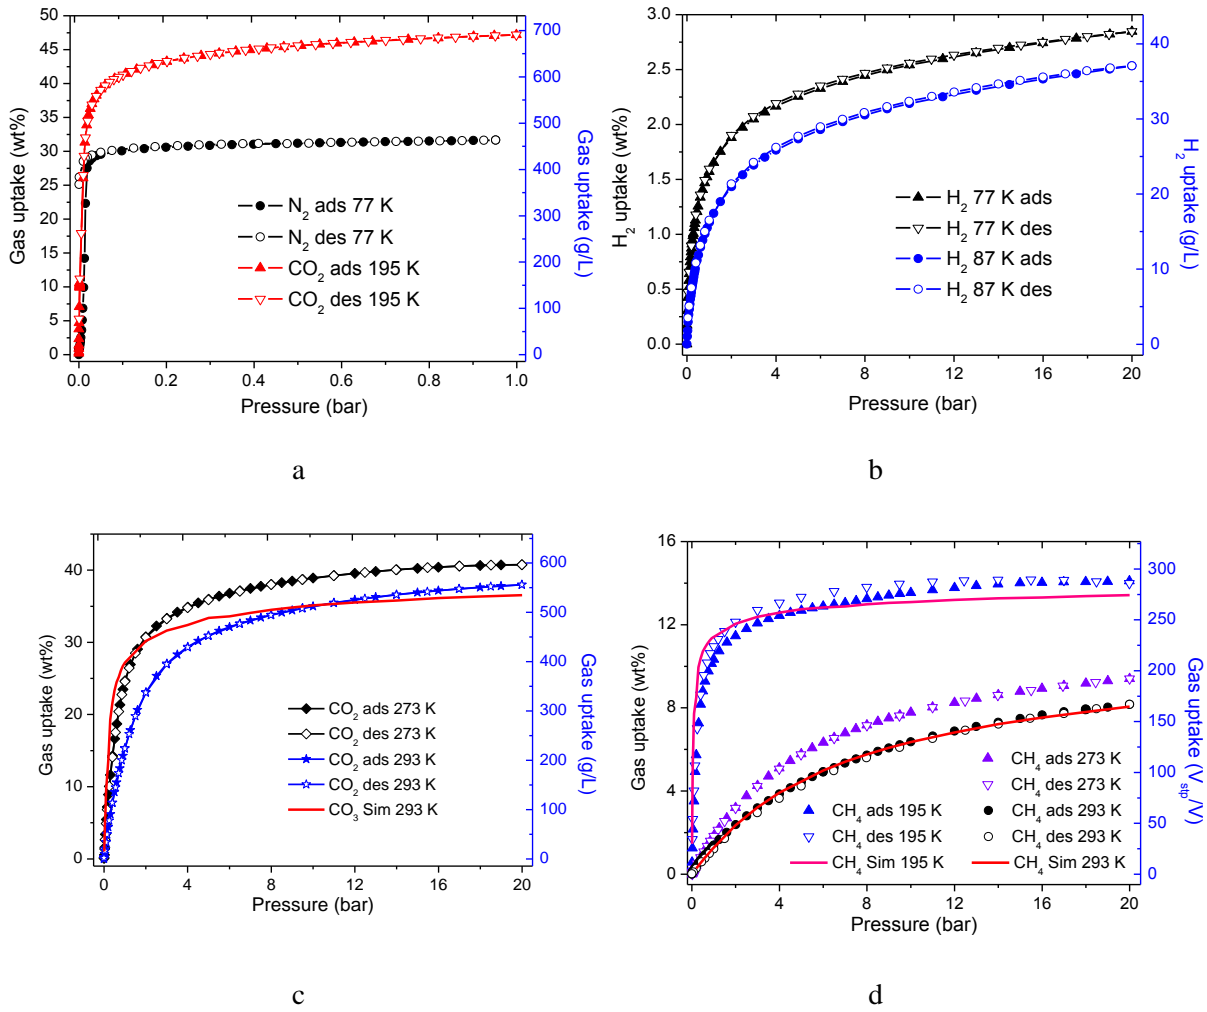 50
45
40
35
30
25
20
15
10
5
0
Gas uptake (wt%)
0.0 0.2 0.4 0.6 0.8 1.0
Pressure (bar)
700
600
500
400
300
200
100
0
Gas uptake (g/L)
N2 ads 77 K
N2 des 77 K
CO2 ads 195 K
CO2 des 195 K
a
3.0
2.5
2.0
1.5
1.0
0.5
0.0
H2 uptake (wt%)
0 4 8 12 16 20
Pressure (bar)
40
30
20
10
0
H2 uptake (g/L)
H2 77 K ads
H2 77 K des
H2 87 K ads
H2 87 K des
b
40
30
20
10
0
Gas uptake (wt%)
0 4 8 12 16 20
Pressure (bar)
600
500
400
300
200
100
0
Gas uptake (g/L)
CO2 ads 273 K
CO2 des 273 K
CO2 ads 293 K
CO2 des 293 K
CO3 Sim 293 K
c
16
12
8
4
0
Gas uptake (wt%)
0 4 8 12 16 20
Pressure (bar)
300
250
200
150
100
50
0
Gas uptake (Vstp/V)
CH4 ads 273 K
CH4 des 273 K
CH4 ads 195 K CH4 ads 293 K
CH4 des 195 K CH4 des 293 K
CH4 Sim 195 K CH4 Sim 293 K
d